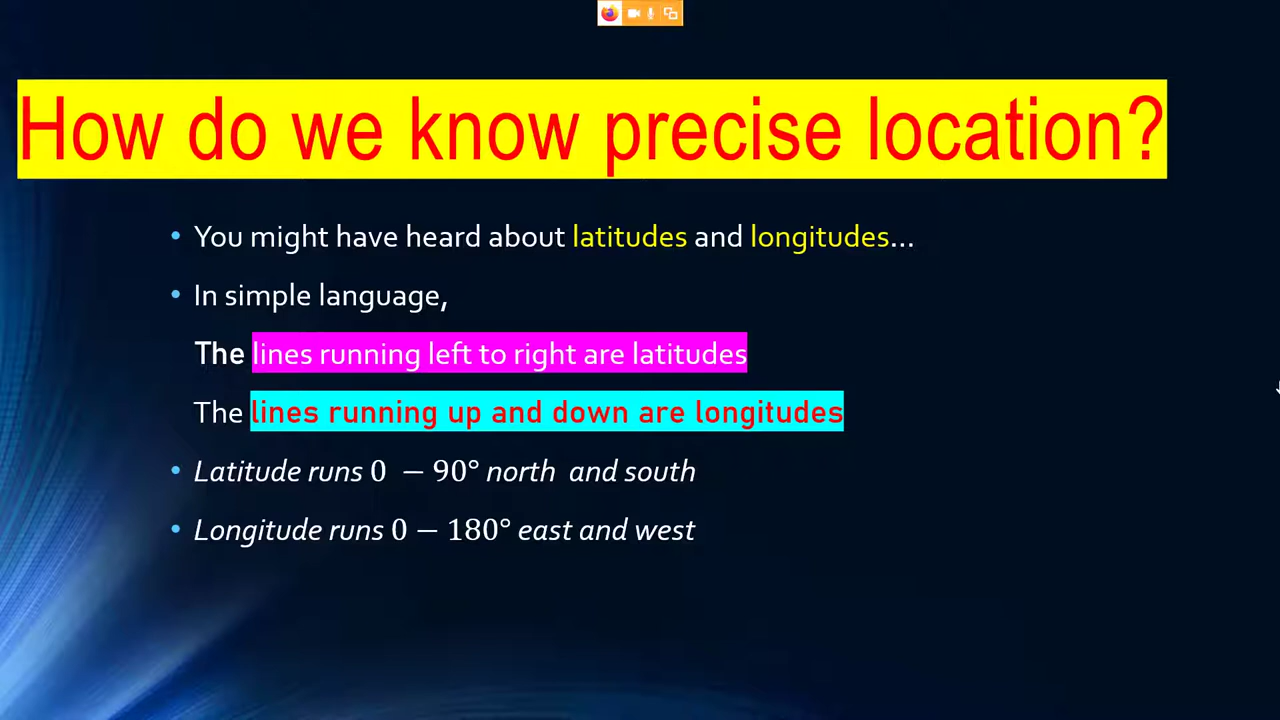 How do we know precise location?
• You might have heard about latitudes and longitudes...
• In simple language,
The lines running left to right are latitudes
The lines running up and down are longitudes
• Latitude runs 0 – 90° north and south
• Longitude runs 0 – 180° east and west